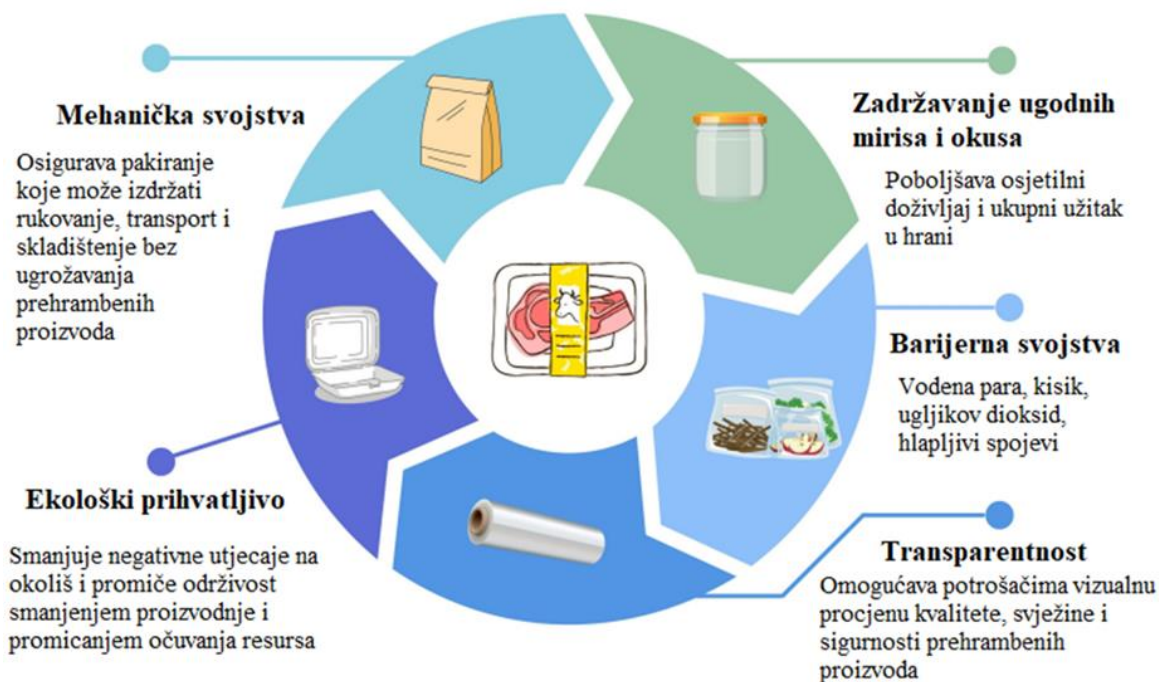 Mehanička svojstva
Osigurava pakiranje
koje može izdržati
rukovanje, transport i
skladištenje bez
ugrožavanja
prehrambenih
proizvoda
Zadržavanje ugodnih
mirisa i okusa
Poboljšava osjetilni
doživljaj i ukupni užitak
u hrani
Barijerna svojstva
Vodena para, kisik,
ugljikov dioksid,
hlapljivi spojevi
Ekološki prihvatljivo
Smanjuje negativne utjecaje na
okoliš i promiče održivost
smanjenjem proizvodnje i
promicanjem očuvanja resursa
Transparentnost
Omogućava potrošačima vizualnu
procjenu kvalitete, svježine i
sigurnosti prehrambenih
proizvoda